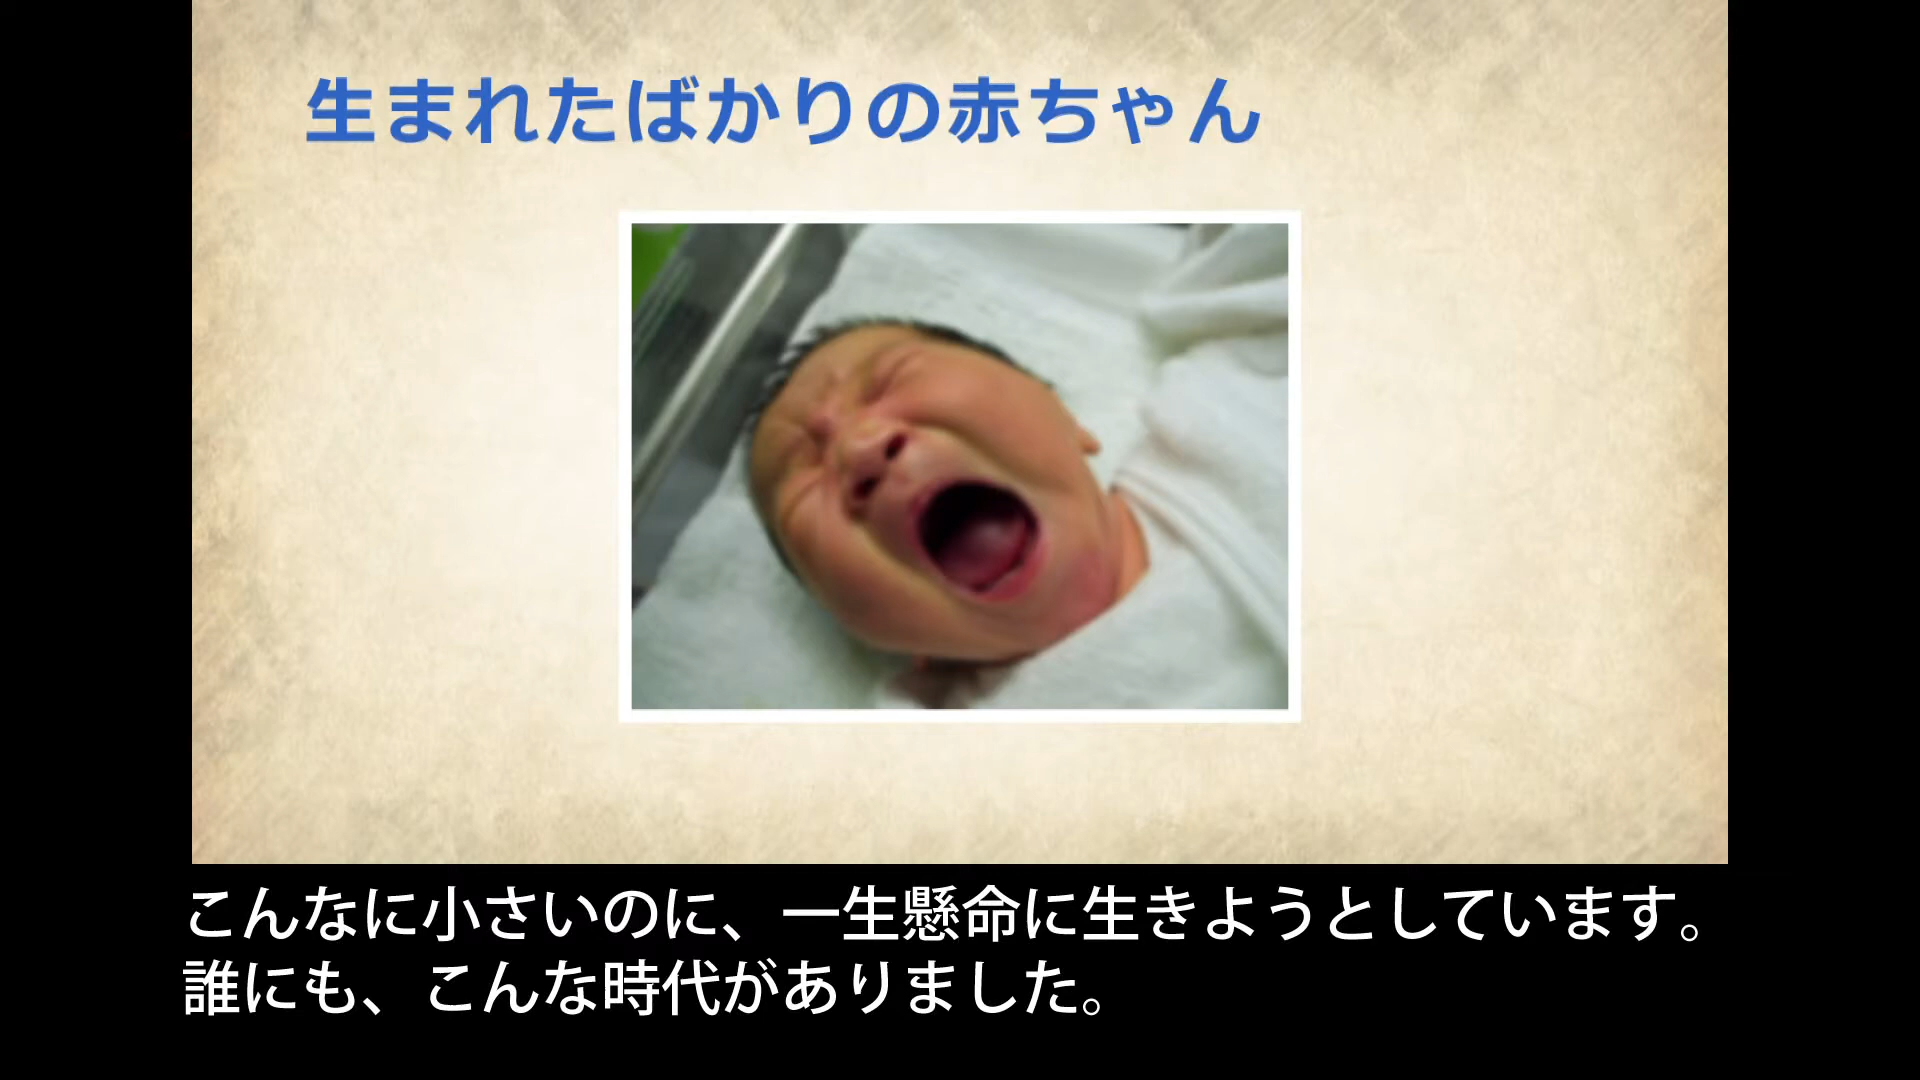 生まれたばかりの赤ちゃん
こんなに小さいのに、一生懸命に生きようとしています。
誰にも、こんな時代がありました。